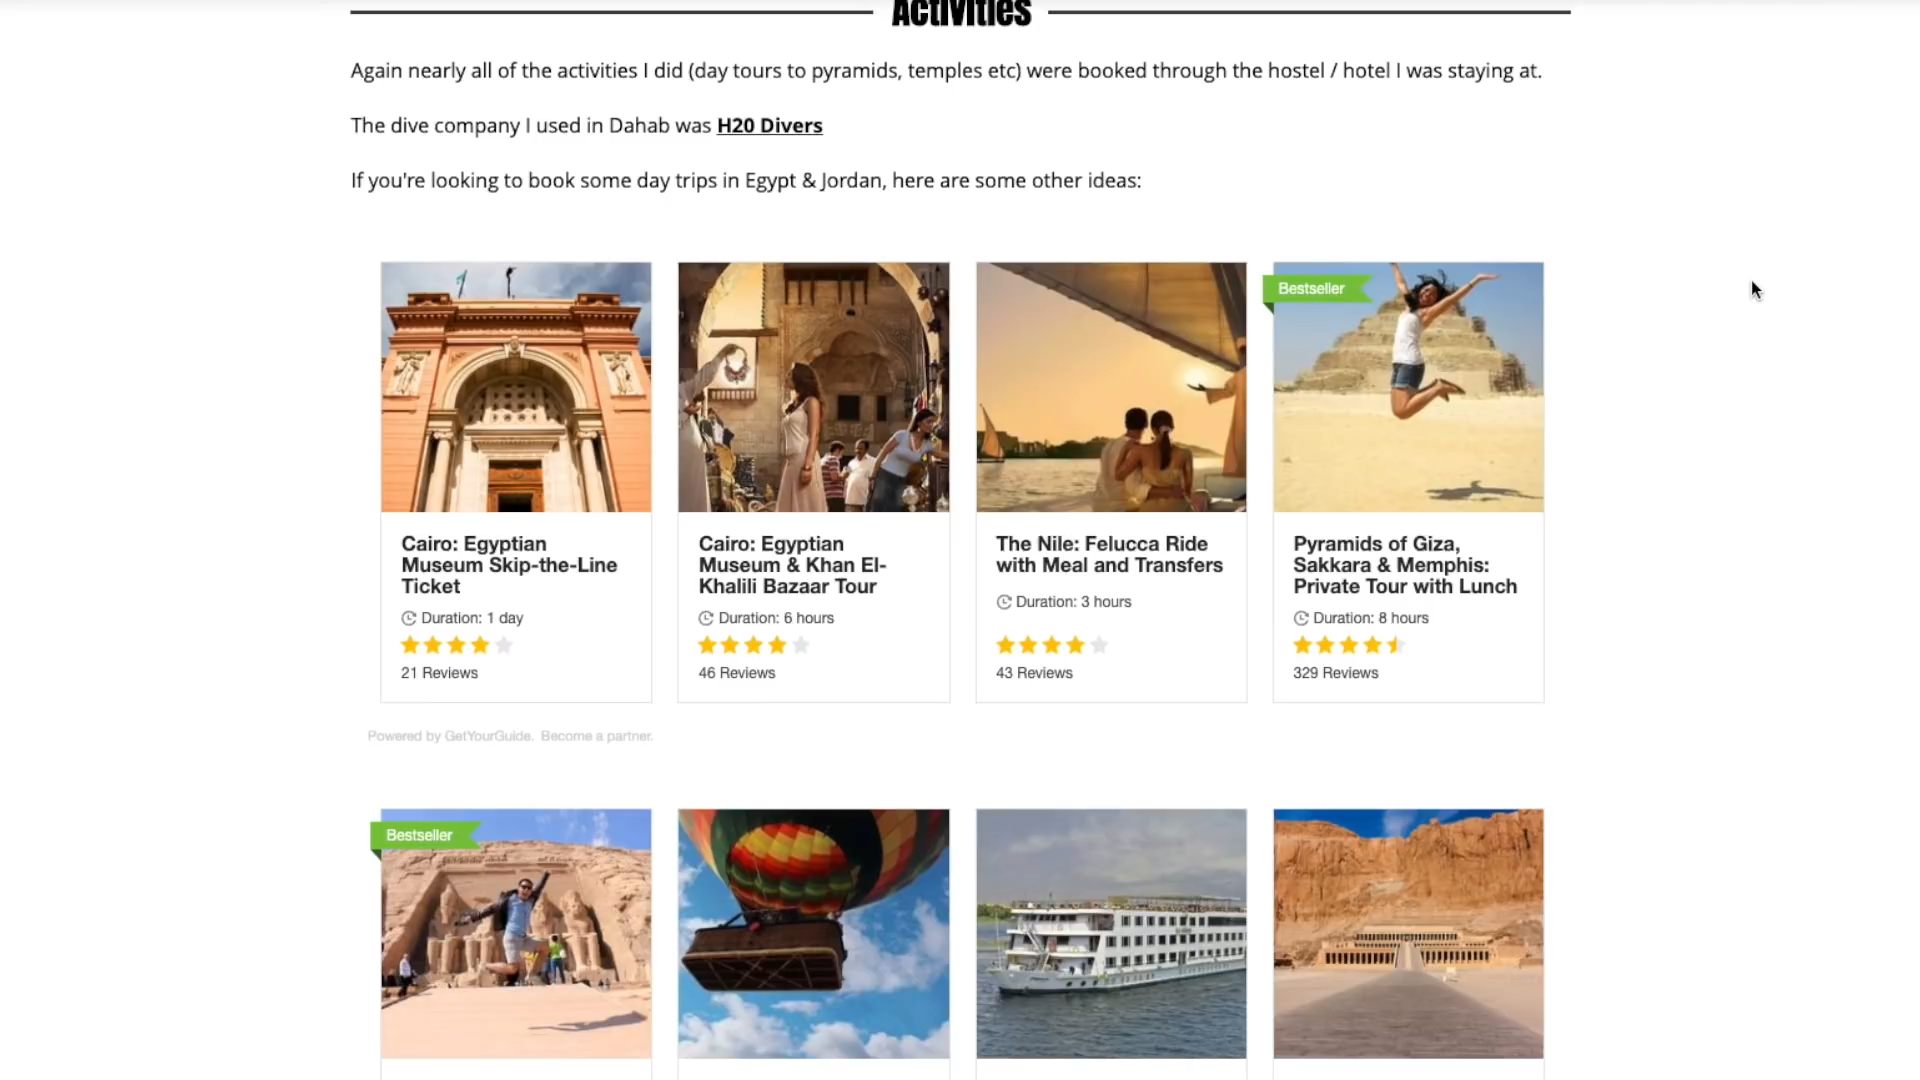 Activities
Again nearly all of the activities I did (day tours to pyramids, temples etc) were booked through the hostel / hotel I was staying at.
The dive company I used in Dahab was H20 Divers
If you're looking to book some day trips in Egypt & Jordan, here are some other ideas:
Bestseller
Cairo: Egyptian
Museum Skip-the-Line
Ticket
Duration: 1 day
21 Reviews
Cairo: Egyptian
Museum & Khan El-
Khalili Bazaar Tour
Duration: 6 hours
46 Reviews
The Nile: Felucca Ride
with Meal and Transfers
Duration: 3 hours
43 Reviews
Pyramids of Giza,
Sakkara & Memphis:
Private Tour with Lunch
Duration: 8 hours
329 Reviews
Powered by GetYourGuide. Become a partner.
Bestseller